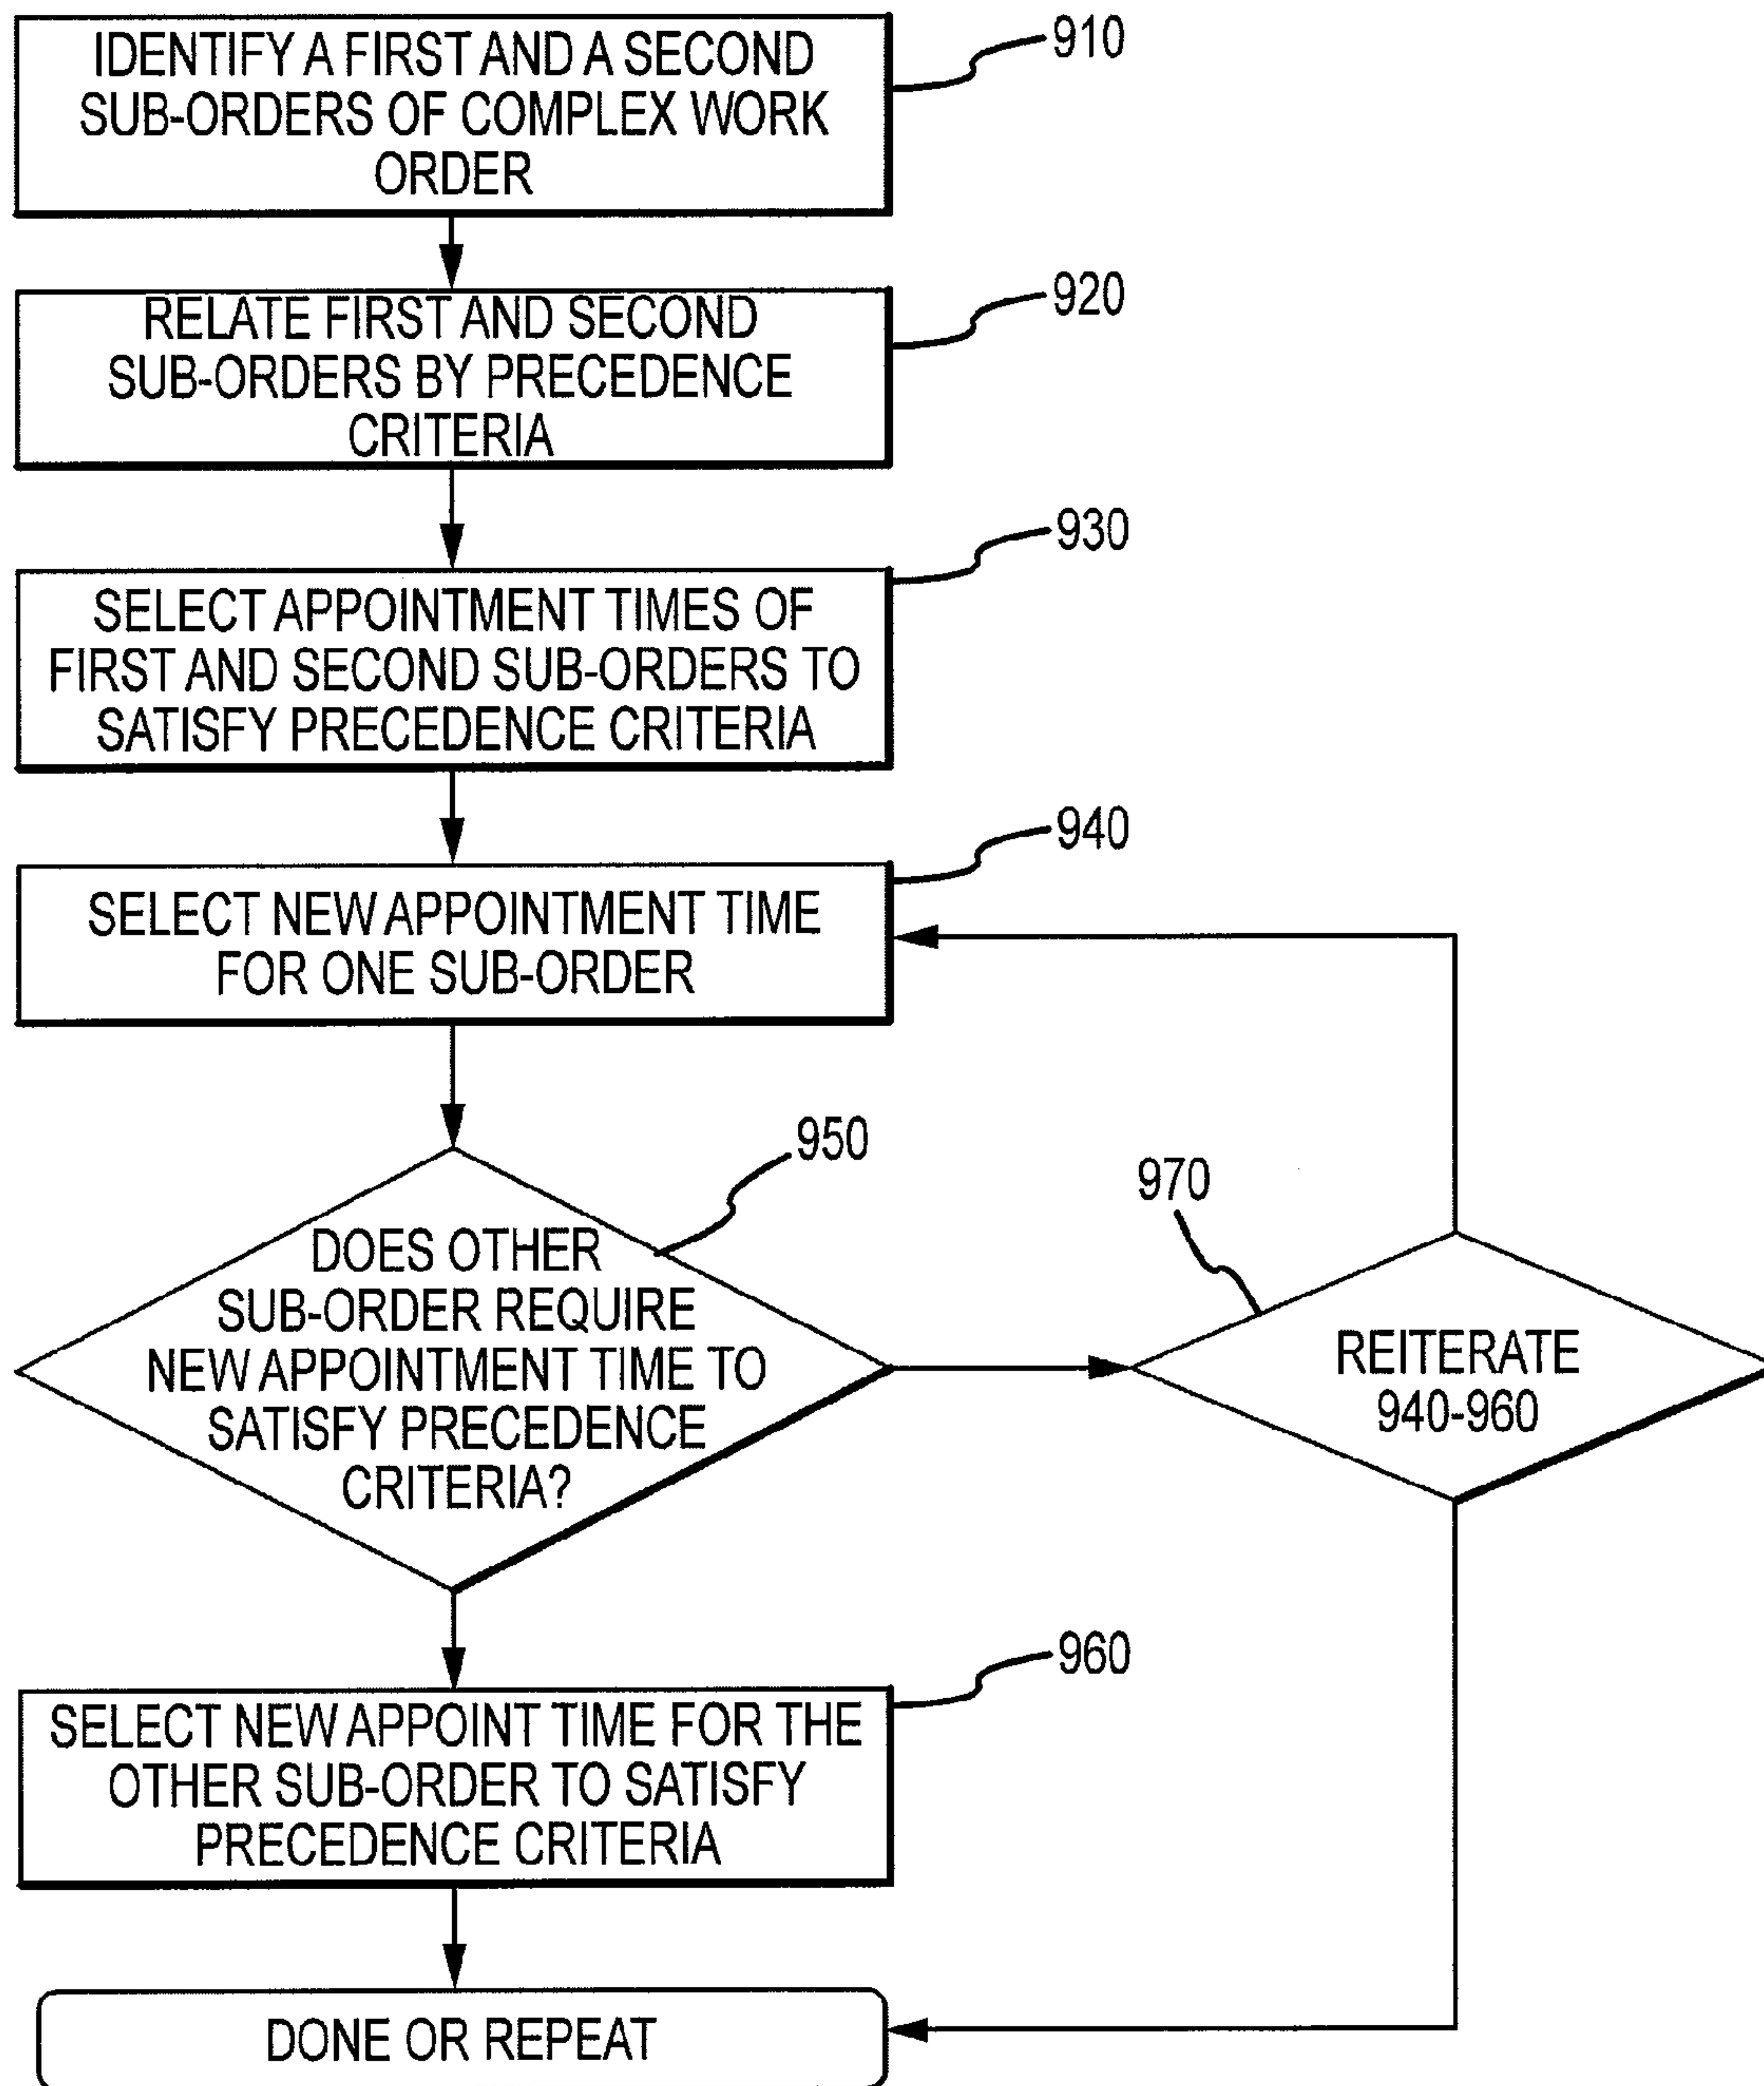 IDENTIFY A FIRST AND A SECOND
SUB-ORDERS OF COMPLEX WORK
ORDER
910
RELATE FIRST AND SECOND
SUB-ORDERS BY PRECEDENCE
CRITERIA
920
SELECT APPOINTMENT TIMES OF
FIRST AND SECOND SUB-ORDERS TO
SATISFY PRECEDENCE CRITERIA
930
SELECT NEW APPOINTMENT TIME
FOR ONE SUB-ORDER
940
DOES OTHER
SUB-ORDER REQUIRE
NEW APPOINTMENT TIME TO
SATISFY PRECEDENCE
CRITERIA?
950
REITERATE
940-960
970
SELECT NEW APPOINT TIME FOR THE
OTHER SUB-ORDER TO SATISFY
PRECEDENCE CRITERIA
960
DONE OR REPEAT